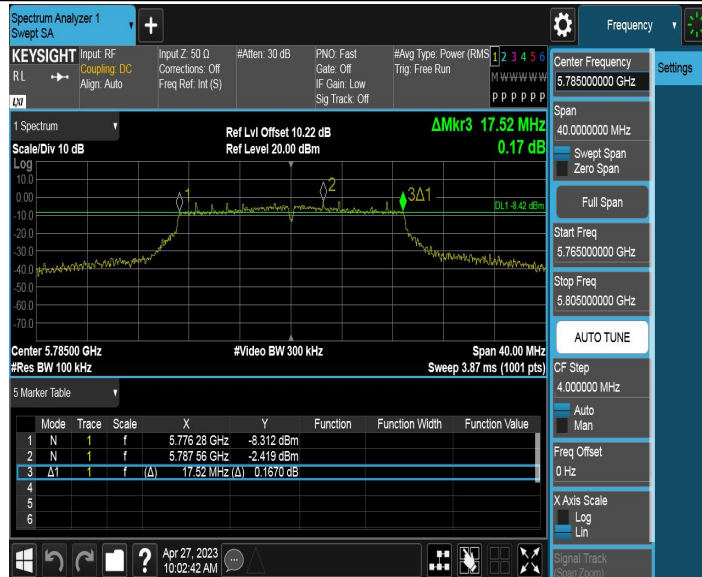 Spectrum Analyzer 1
Swept SA
Frequency
KEYSIGHT
RL
LXI
Input: RF
Coupling: DC
Align: Auto
Input Z: 50 Ω
Corrections: Off
Freq Ref: Int (S)
#Atten: 30 dB
PNO: Fast
Gate: Off
IF Gain: Low
Sig Track: Off
#Avg Type: Power (RMS
Trig: Free Run
1 2 3 4 5 6
M W W W W W
P P P P P P
1 Spectrum
Scale/Div 10 dB
Ref Lvl Offset 10.22 dB
Ref Level 20.00 dBm
ΔMkr3 17.52 MHz
0.17 dB
Log
10.0
0.00
-10.0
-20.0
-30.0
-40.0
-50.0
-60.0
-70.0
1
2
3Δ1
DL1 -8.42 dBm
Center 5.78500 GHz
#Res BW 100 kHz
#Video BW 300 kHz
Span 40.00 MHz
Sweep 3.87 ms (1001 pts)
5 Marker Table
Mode Trace Scale X Y Function Function Width Function Value
1 N 1 f 5.776 28 GHz -8.312 dBm
2 N 1 f 5.787 56 GHz -2.419 dBm
3 Δ1 1 f (Δ) 17.52 MHz (Δ) 0.1670 dB
4
5
6
Apr 27, 2023
10:02:42 AM
Center Frequency
5.785000000 GHz
Settings
Span
40.0000000 MHz
Swept Span
Zero Span
Full Span
Start Freq
5.765000000 GHz
Stop Freq
5.805000000 GHz
AUTO TUNE
CF Step
4.000000 MHz
Auto
Man
Freq Offset
0 Hz
X Axis Scale
Log
Lin
Signal Track
(Span Zoom)